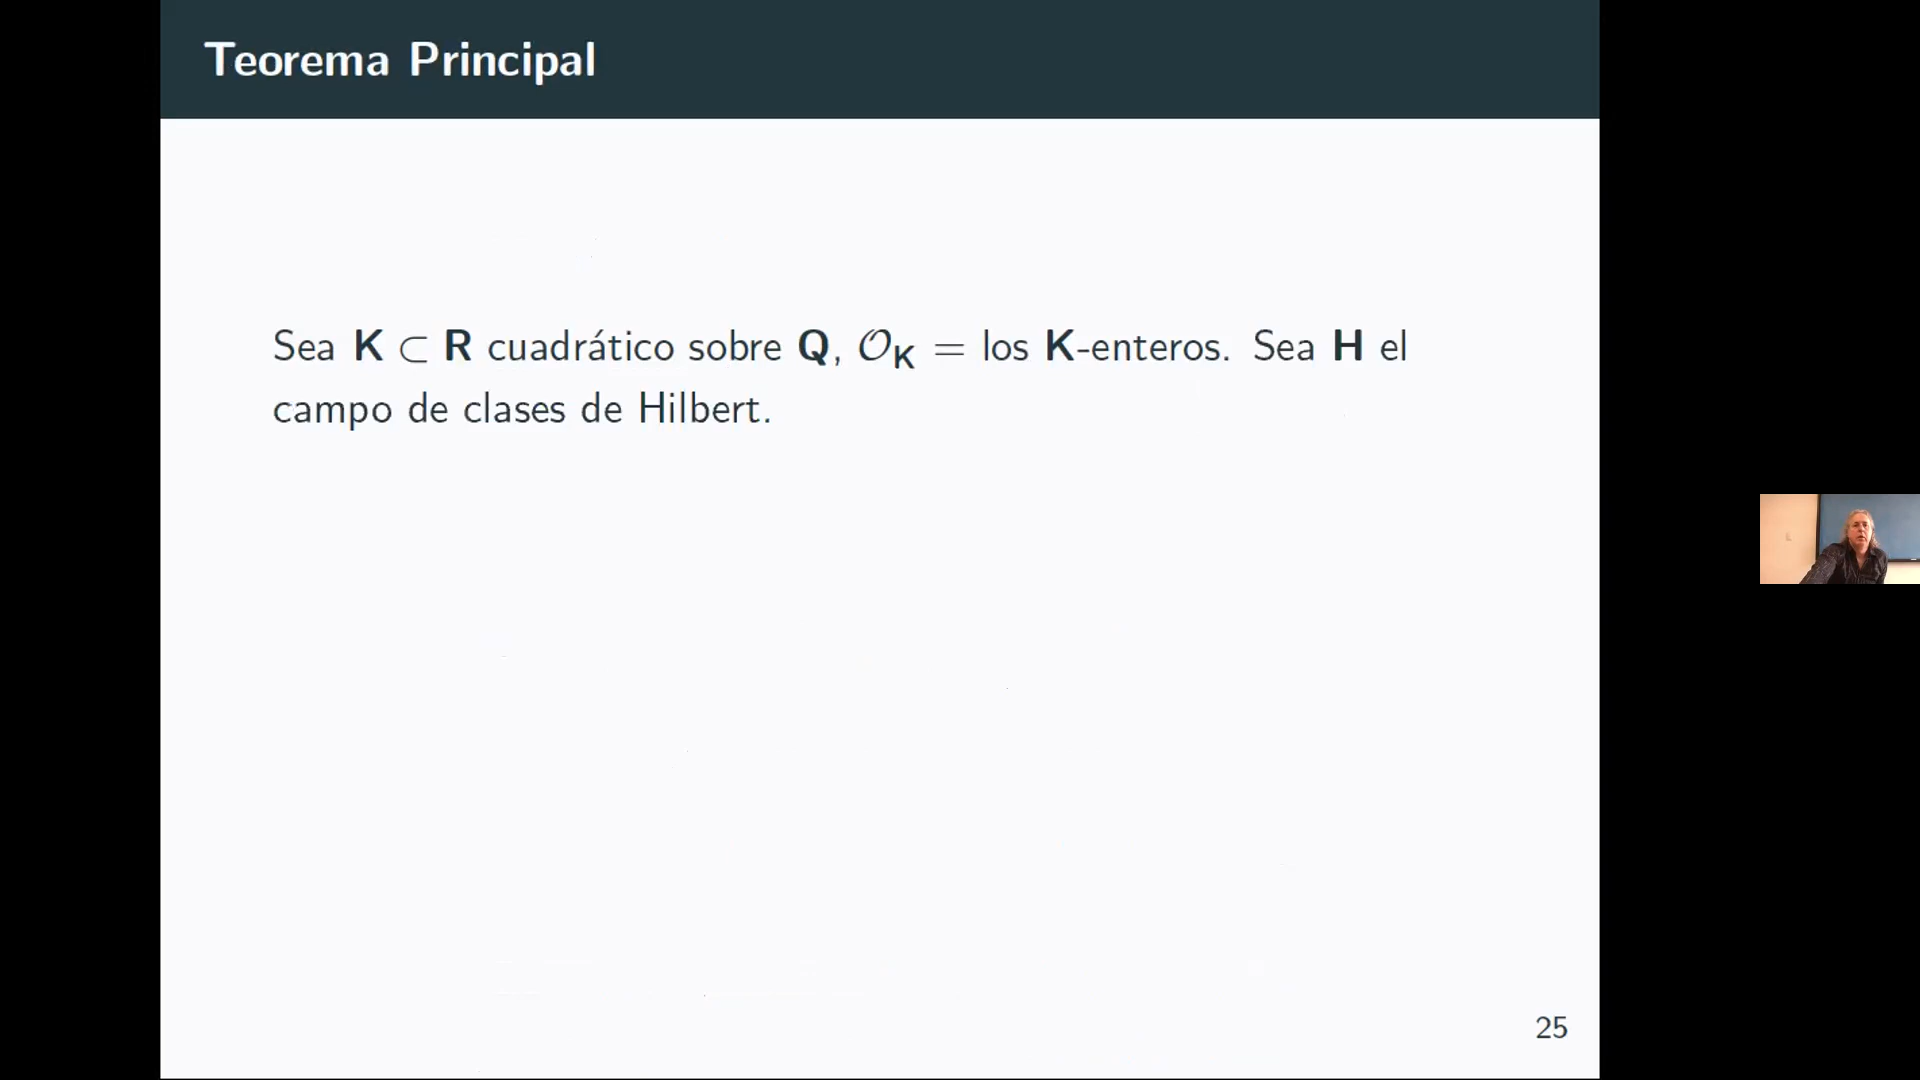 Teorema Principal
Sea K ⊂ R cuadrático sobre Q, 𝒪_K = los K-enteros. Sea H el
campo de clases de Hilbert.
25